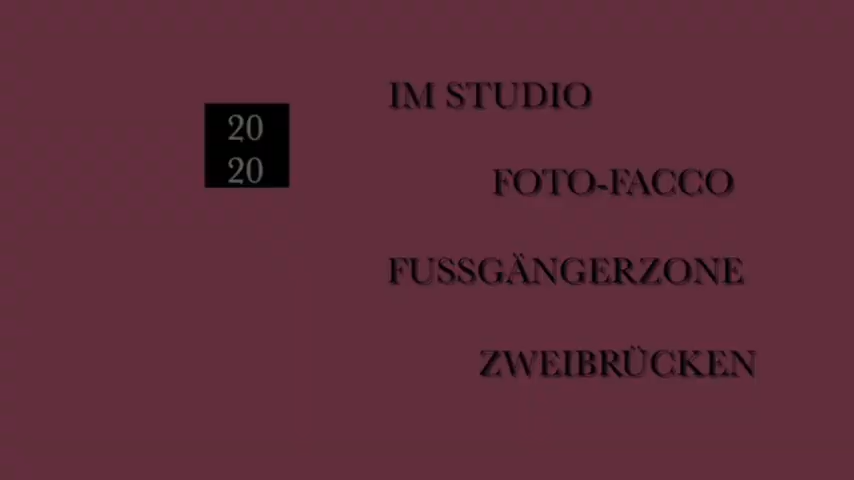 20
20
IM STUDIO
FOTO-FACCO
FUSSGÄNGERZONE
ZWEIBRÜCKEN